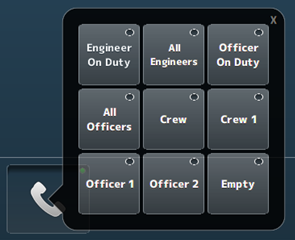 X
Engineer
On Duty
All
Engineers
Officer
On Duty
All
Officers
Crew
Crew 1
Officer 1
Officer 2
Empty